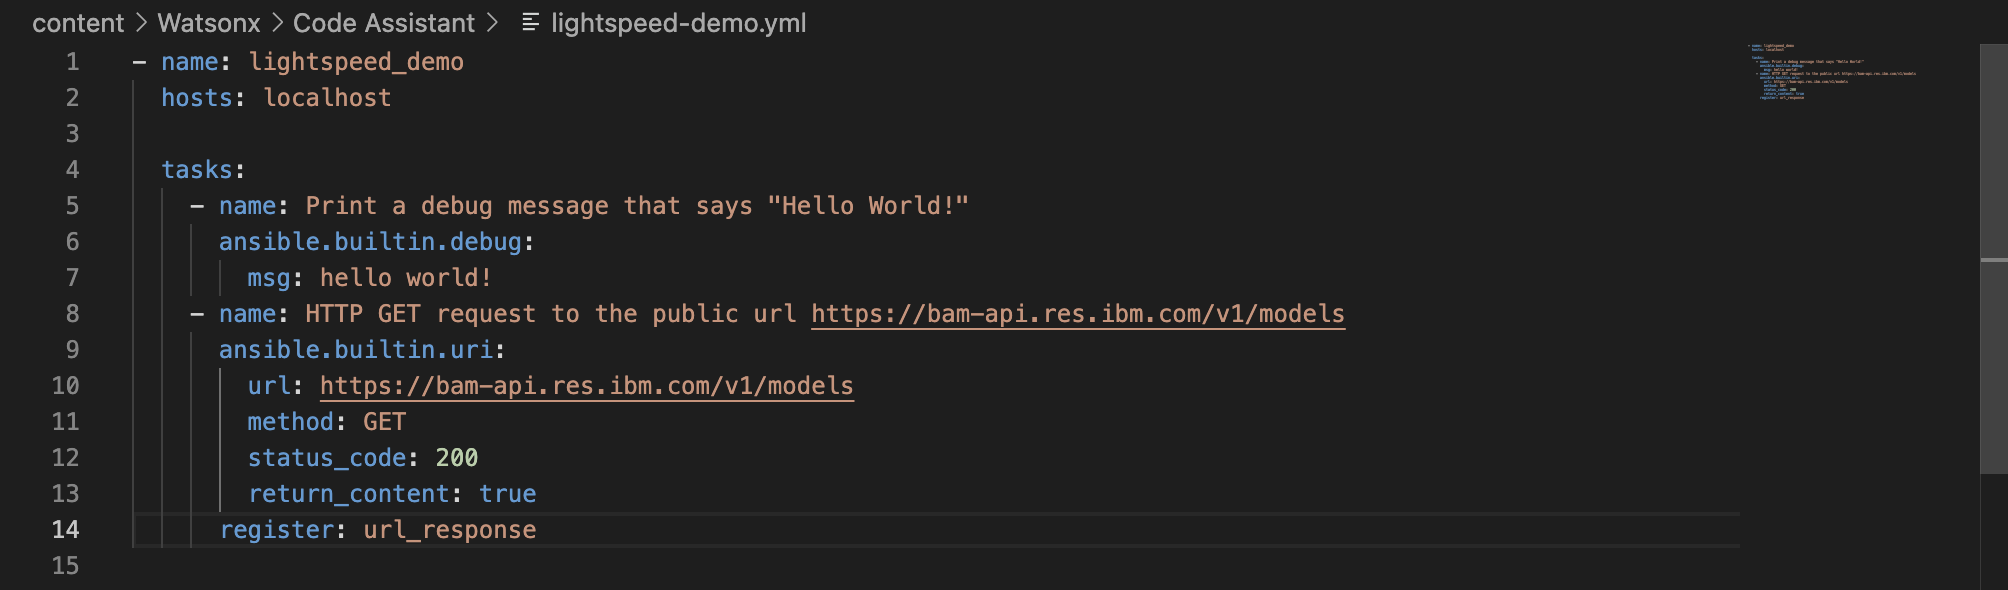 content > Watsonx > Code Assistant > lightspeed-demo.yml
1 - name: lightspeed_demo
2 hosts: localhost
3
4 tasks:
5 - name: Print a debug message that says "Hello World!"
6 ansible.builtin.debug:
7 msg: hello world!
8 - name: HTTP GET request to the public url https://bam-api.res.ibm.com/v1/models
9 ansible.builtin.uri:
10 url: https://bam-api.res.ibm.com/v1/models
11 method: GET
12 status_code: 200
13 return_content: true
14 register: url_response
15